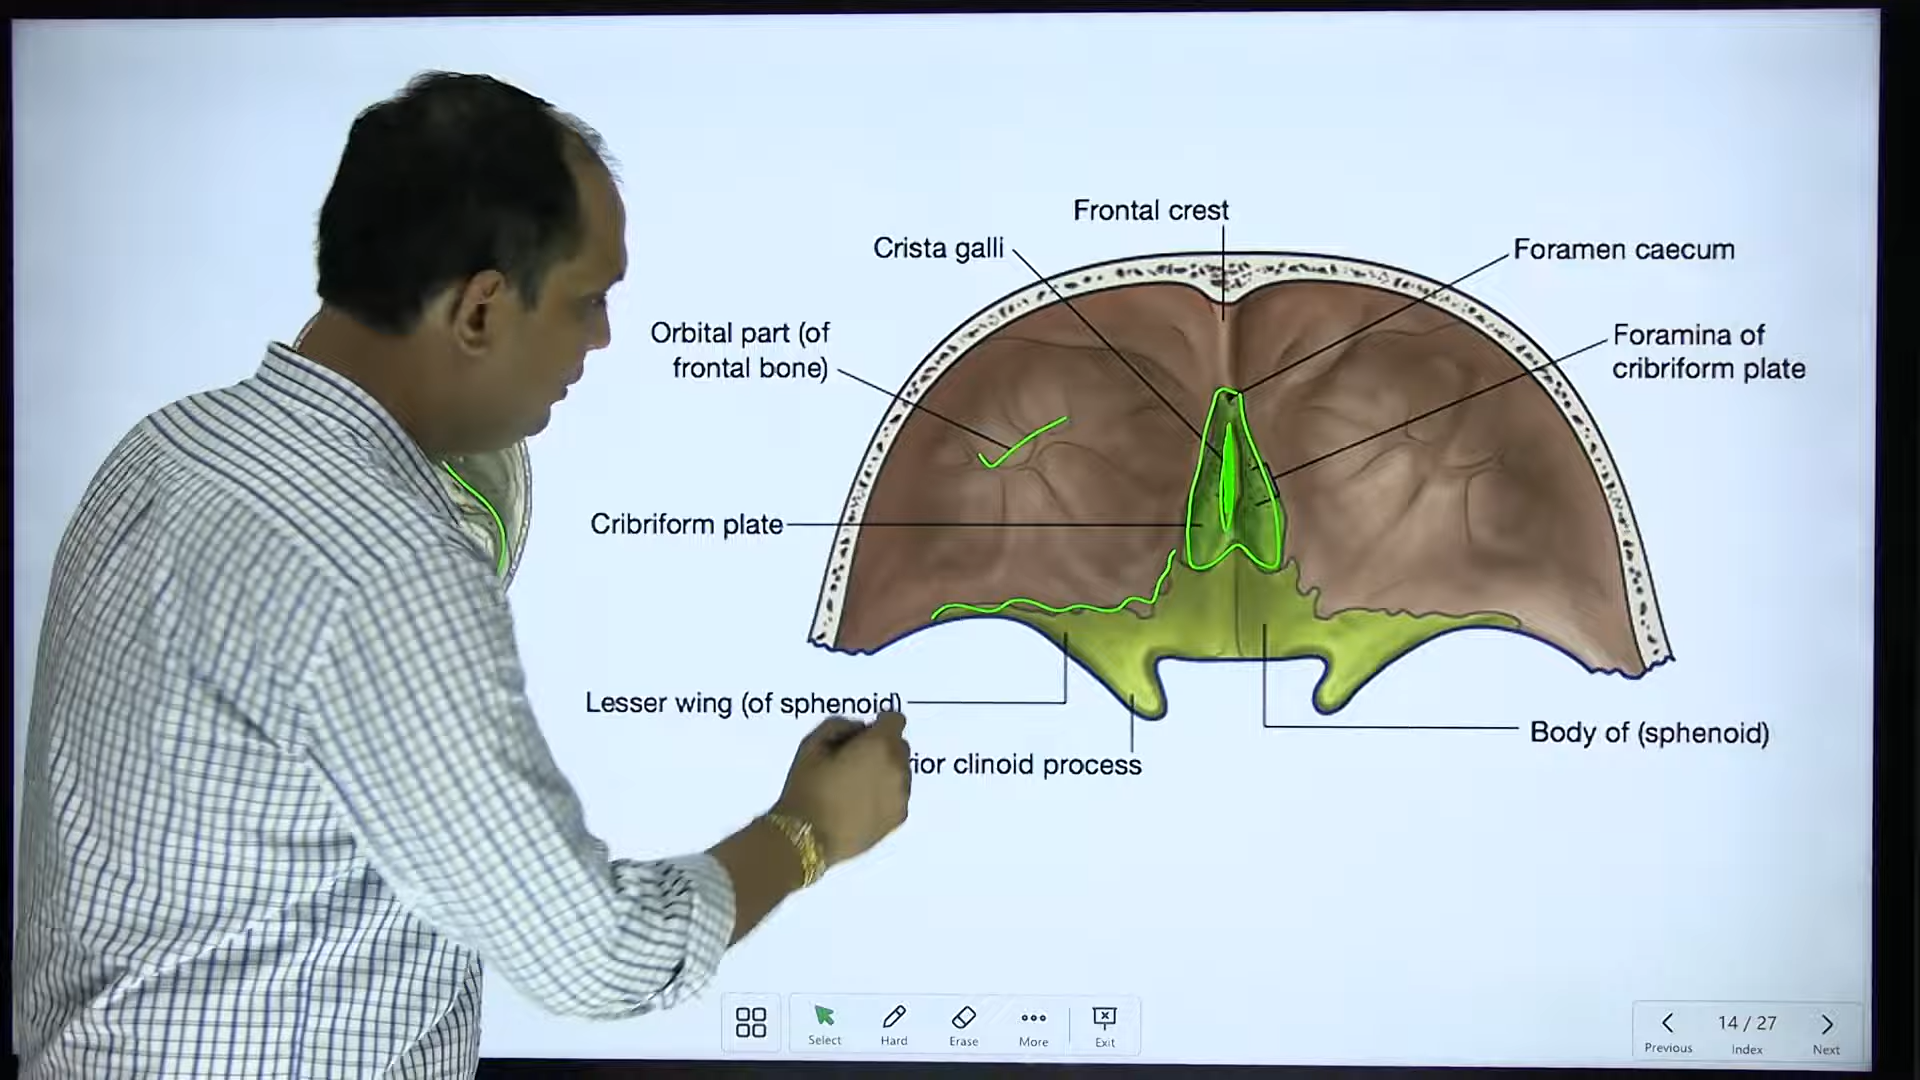 Frontal crest
Crista galli
Foramen caecum
Orbital part (of
frontal bone)
Foramina of
cribriform plate
Cribriform plate
Lesser wing (of sphenoid)
Body of (sphenoid)
clinoid process
Select
Hard
Erase
More
Exit
14 / 27
Previous
Index
Next